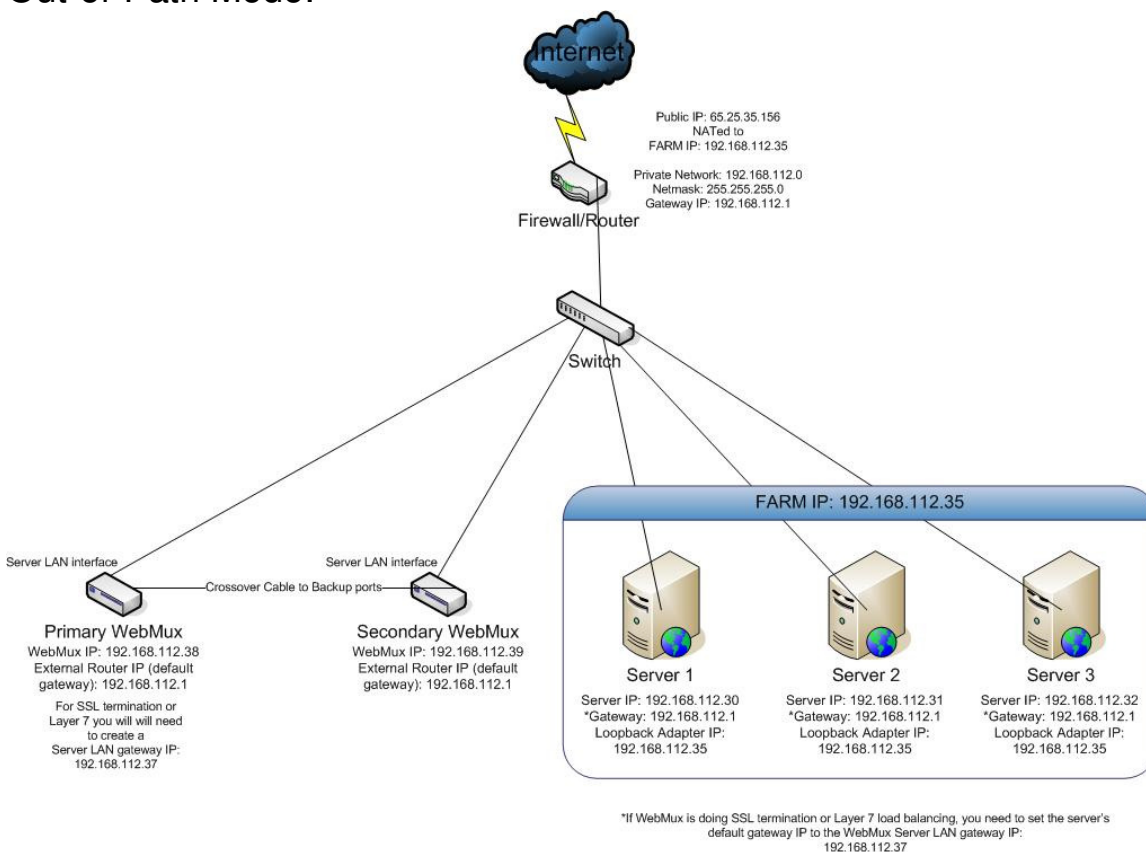 Out-of-Path Mode:
Internet
Public IP: 65.25.35.156
NATed to
FARM IP: 192.168.112.35
Private Network: 192.168.112.0
Netmask: 255.255.255.0
Gateway IP: 192.168.112.1
Firewall/Router
Switch
FARM IP: 192.168.112.35
Server LAN interface
Server LAN interface
Crossover Cable to Backup ports
Primary WebMux
WebMux IP: 192.168.112.38
External Router IP (default
gateway): 192.168.112.1
For SSL termination or
Layer 7 you will will need
to create a
Server LAN gateway IP:
192.168.112.37
Secondary WebMux
WebMux IP: 192.168.112.39
External Router IP (default
gateway): 192.168.112.1
Server 1
Server IP: 192.168.112.30
*Gateway: 192.168.112.1
Loopback Adapter IP:
192.168.112.35
Server 2
Server IP: 192.168.112.31
*Gateway: 192.168.112.1
Loopback Adapter IP:
192.168.112.35
Server 3
Server IP: 192.168.112.32
*Gateway: 192.168.112.1
Loopback Adapter IP:
192.168.112.35
*If WebMux is doing SSL termination or Layer 7 load balancing, you need to set the server's
default gateway IP to the WebMux Server LAN gateway IP:
192.168.112.37